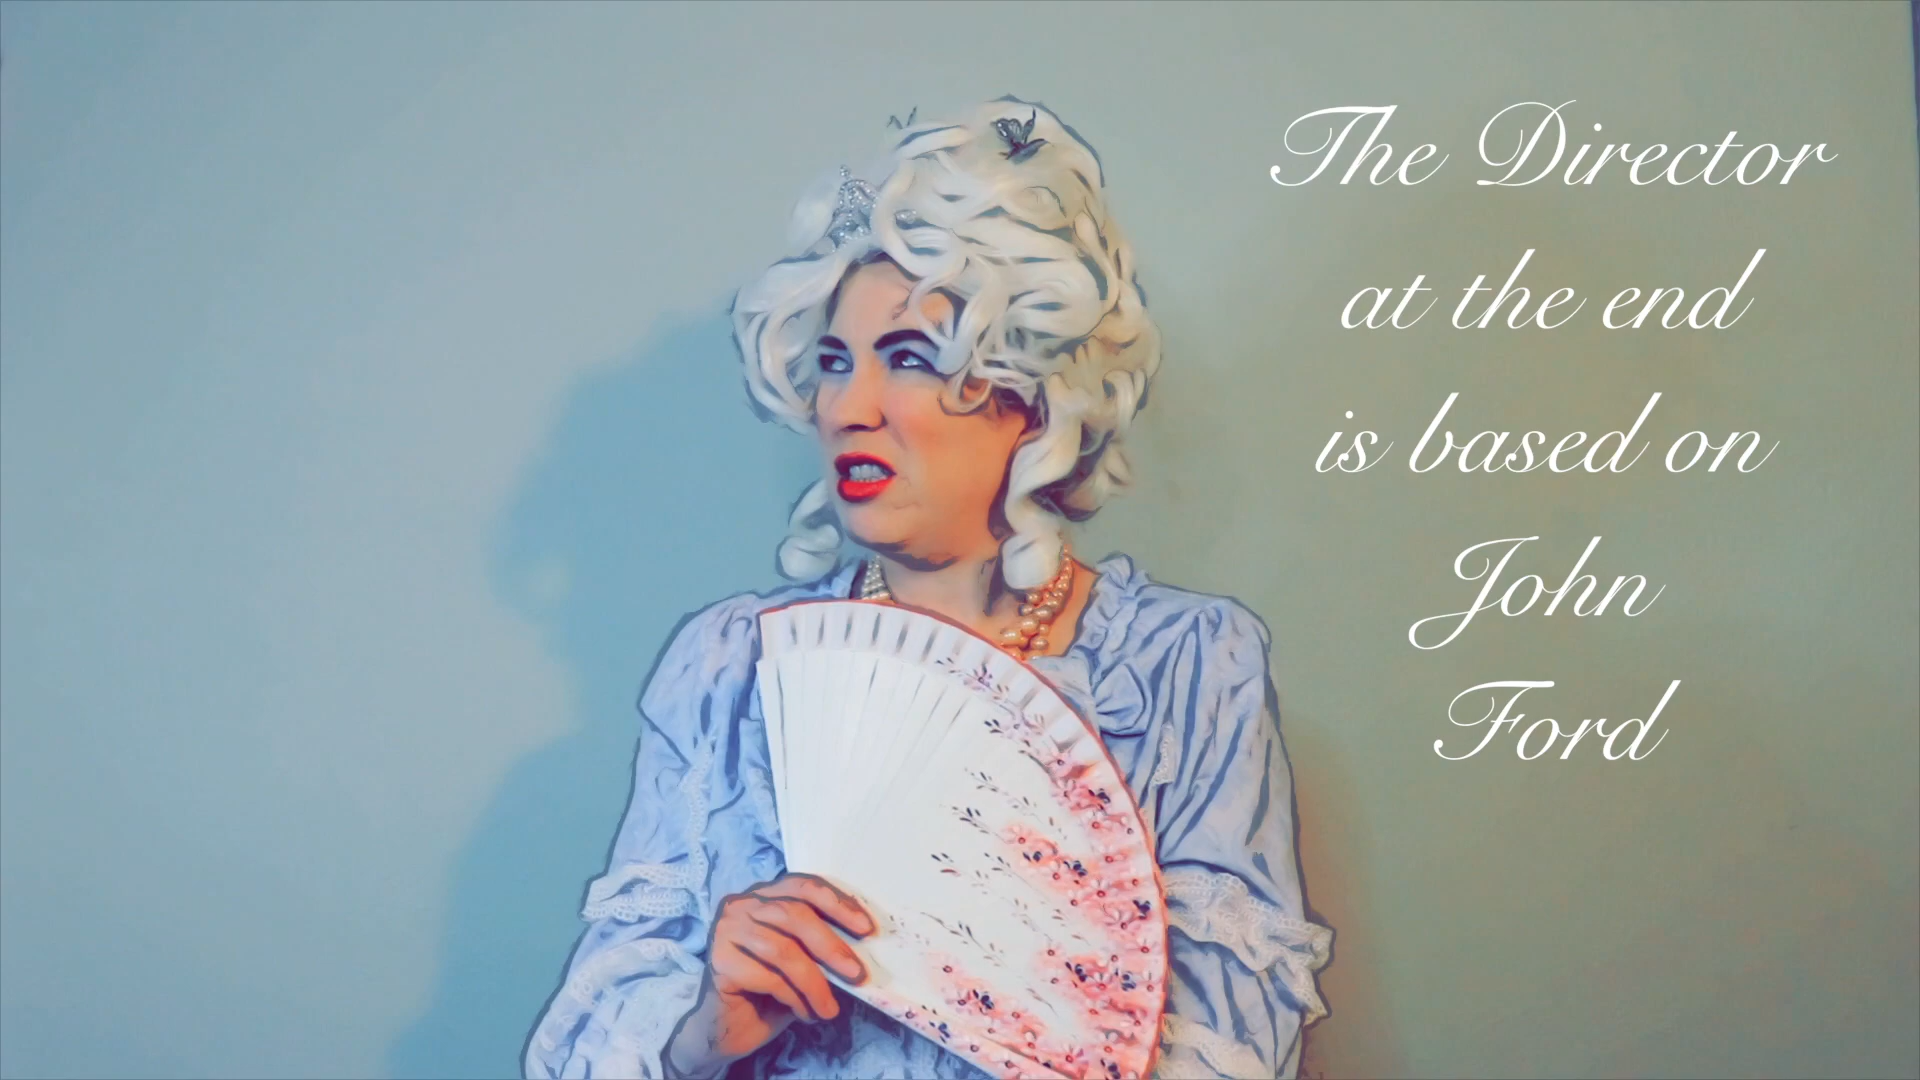 The Director
at the end
is based on
John
Ford